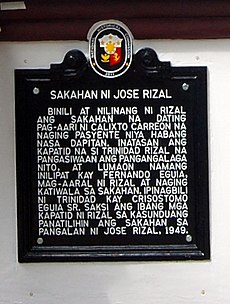 SAKAHAN NI JOSE RIZAL
BINILI AT NILINANG NI RIZAL
ANG SAKAHAN NA DATING
PAG-AARI NI CALIXTO CARREON NA
NAGING PASYENTE NIYA HABANG
NASA DAPITAN. INATASAN ANG
KAPATID NA SI TRINIDAD RIZAL NA
PANGASIWAAN ANG PANGANGALAGA
NITO AT LUMAON NAMANG
INILIPAT KAY FERNANDO EGUIA,
MAG-AARAL NI RIZAL AT NAGING
KATIWALA SA SAKAHAN. IPINAGBILI
NI TRINIDAD KAY CRISOSTOMO
EGUIA SR. SAKSI ANG IBANG MGA
KAPATID NI RIZAL SA KASUNDUANG
PANATILIHIN ANG SAKAHAN SA
PANGALAN NI JOSE RIZAL, 1949.